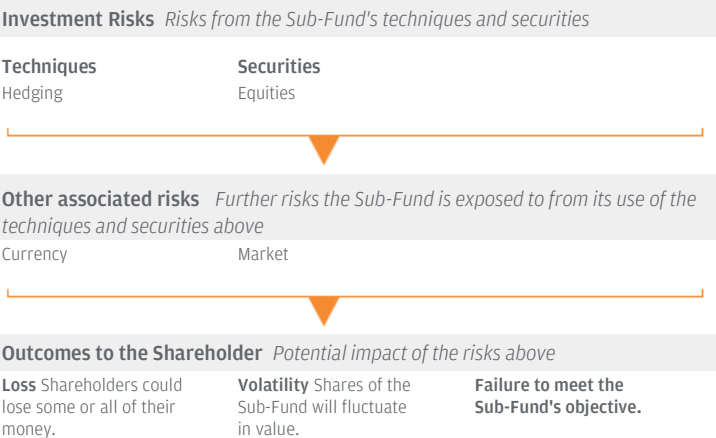 Investment Risks Risks from the Sub-Fund's techniques and securities
Techniques
Hedging
Securities
Equities
Other associated risks Further risks the Sub-Fund is exposed to from its use of the
techniques and securities above
Currency
Market
Outcomes to the Shareholder Potential impact of the risks above
Loss Shareholders could
lose some or all of their
money.
Volatility Shares of the
Sub-Fund will fluctuate
in value.
Failure to meet the
Sub-Fund's objective.